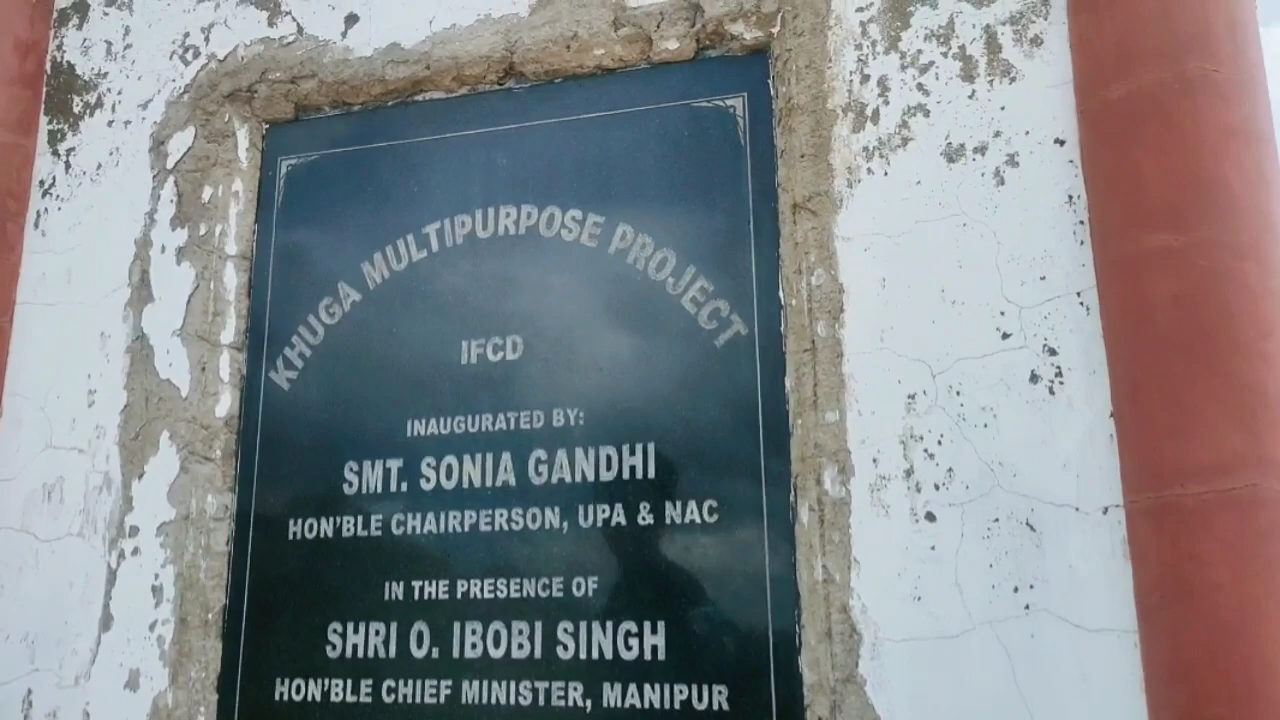 KHUGA MULTIPURPOSE PROJECT
IFCD
INAUGURATED BY:
SMT. SONIA GANDHI
HON'BLE CHAIRPERSON, UPA & NAC
IN THE PRESENCE OF
SHRI O. IBOBI SINGH
HON'BLE CHIEF MINISTER, MANIPUR